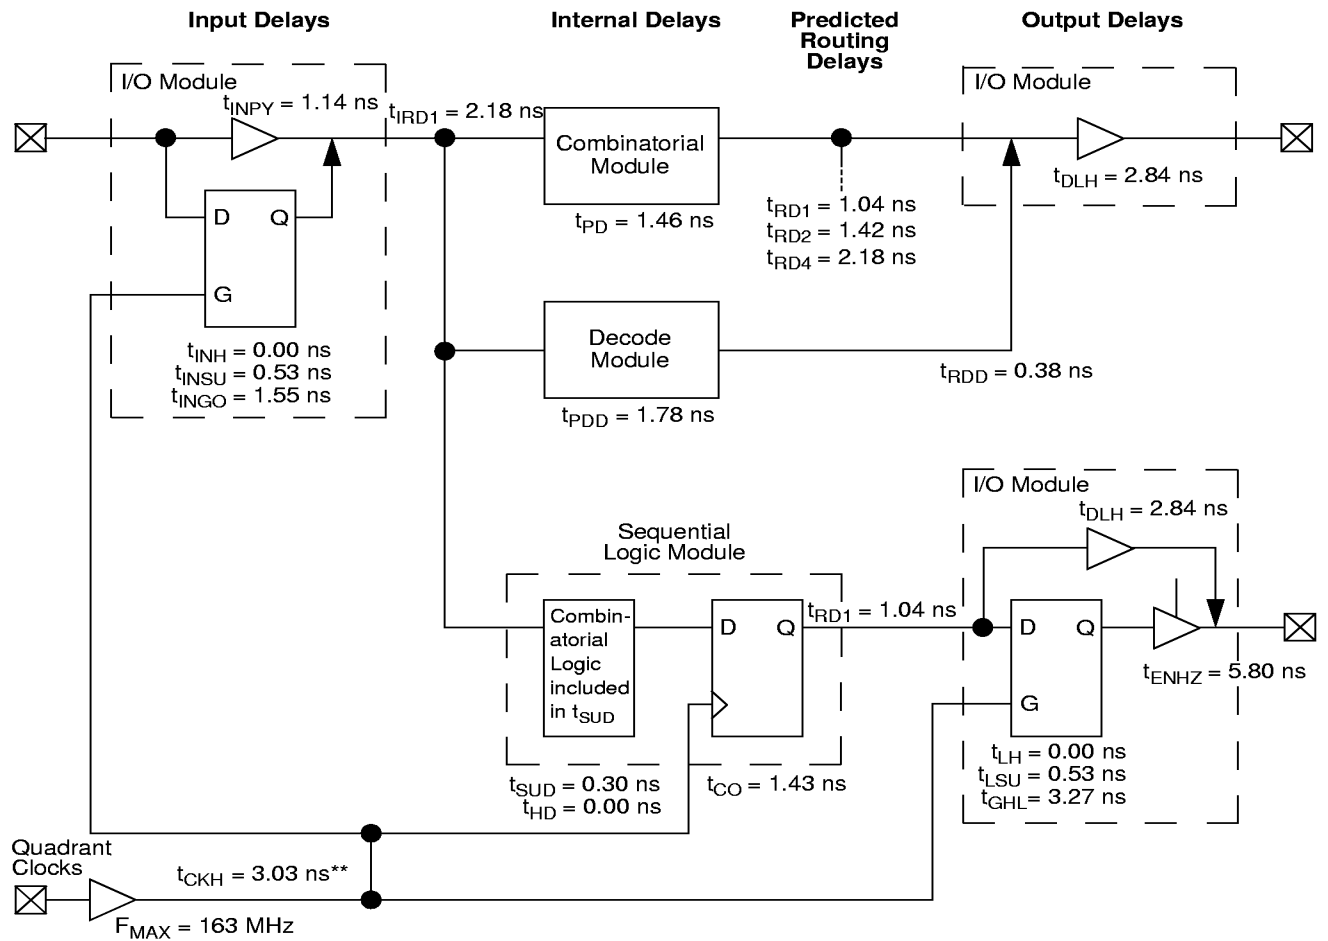 Input Delays
Internal Delays
Predicted
Routing
Delays
Output Delays
I/O Module
tINPY = 1.14 ns
tIRD1 = 2.18 ns
Combinatorial
Module
tPD = 1.46 ns
tRD1 = 1.04 ns
tRD2 = 1.42 ns
tRD4 = 2.18 ns
I/O Module
tDLH = 2.84 ns
D
Q
G
tINH = 0.00 ns
tINSU = 0.53 ns
tINGO = 1.55 ns
Decode
Module
tPDD = 1.78 ns
tRDD = 0.38 ns
Sequential
Logic Module
Combin-
atorial
Logic
included
in tSUD
D
Q
tSUD = 0.30 ns
tHD = 0.00 ns
tCO = 1.43 ns
tRD1 = 1.04 ns
I/O Module
tDLH = 2.84 ns
D
Q
G
tENHZ = 5.80 ns
tLH = 0.00 ns
tLSU = 0.53 ns
tGHL= 3.27 ns
Quadrant
Clocks
tCKH = 3.03 ns**
FMAX = 163 MHz